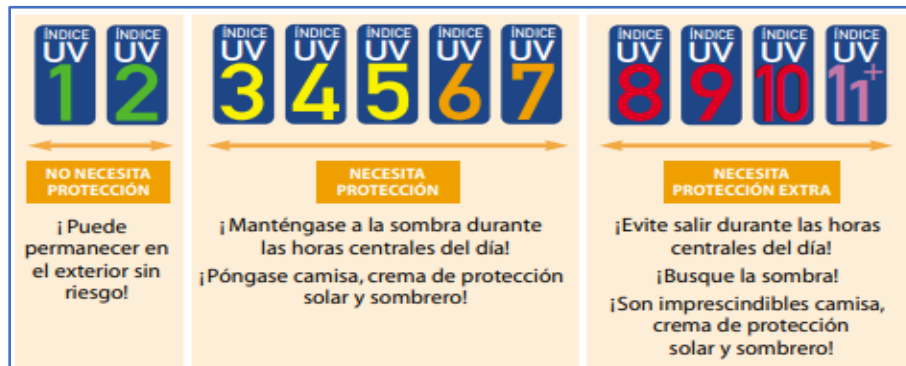 ÍNDICE
UV
1
ÍNDICE
UV
2
ÍNDICE
UV
3
ÍNDICE
UV
4
ÍNDICE
UV
5
ÍNDICE
UV
6
ÍNDICE
UV
7
ÍNDICE
UV
8
ÍNDICE
UV
9
ÍNDICE
UV
10
ÍNDICE
UV
11+
NO NECESITA
PROTECCIÓN
¡Puede
permanecer en
el exterior sin
riesgo!
NECESITA
PROTECCIÓN
¡Manténgase a la sombra durante
las horas centrales del día!
¡Póngase camisa, crema de protección
solar y sombrero!
NECESITA
PROTECCIÓN EXTRA
¡Evite salir durante las horas
centrales del día!
¡Busque la sombra!
¡Son imprescindibles camisa,
crema de protección
solar y sombrero!